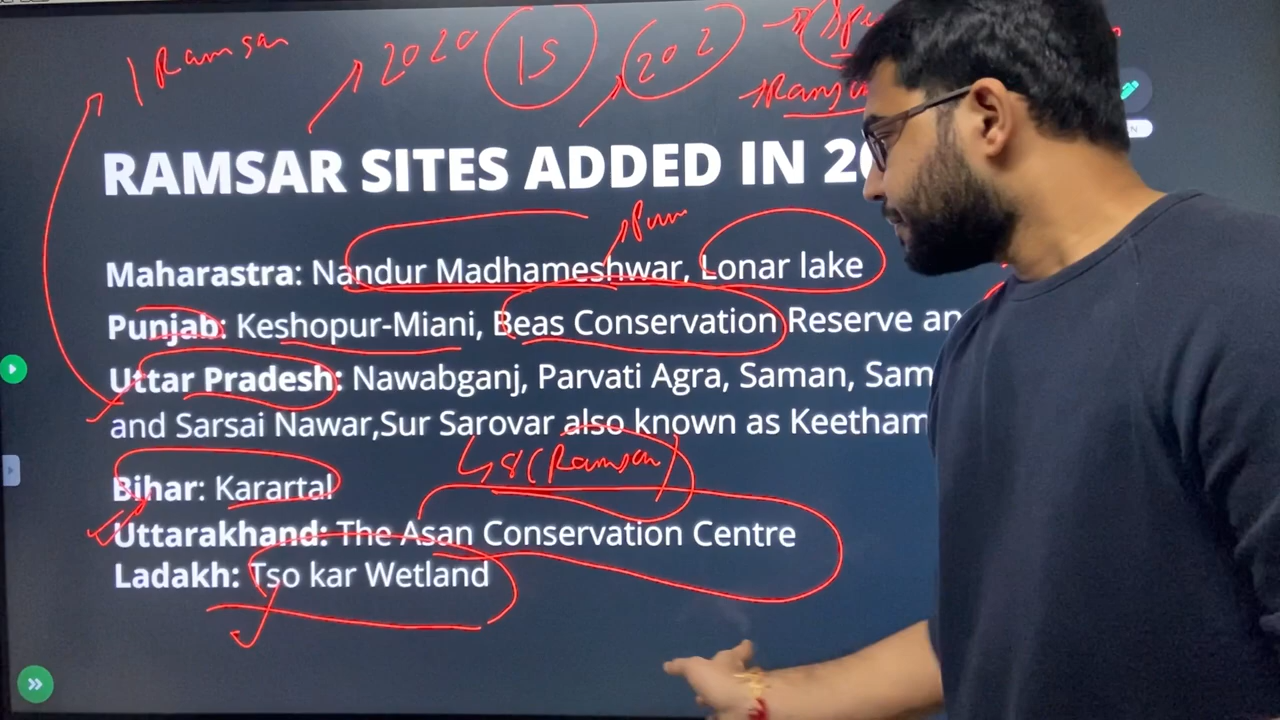 1 Ramsar 2020 15 202
RAMSAR SITES ADDED IN 20
Maharastra: Nandur Madhameshwar, Lonar lake
Punjab: Keshopur-Miani, Beas Conservation Reserve an
Uttar Pradesh: Nawabganj, Parvati Agra, Saman, Sam
and Sarsai Nawar,Sur Sarovar also known as Keetham
8 (Ramsar)
Bihar: Karartal
Uttarakhand: The Asan Conservation Centre
Ladakh: Tso kar Wetland